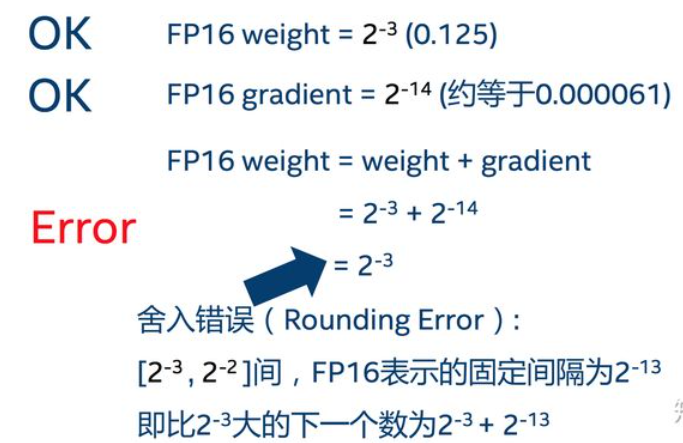 OK FP16 weight = 2⁻³ (0.125)
OK FP16 gradient = 2⁻¹⁴ (约等于0.000061)
FP16 weight = weight + gradient
= 2⁻³ + 2⁻¹⁴
Error
= 2⁻³
舍入错误（Rounding Error）:
[2⁻³, 2⁻²]间，FP16表示的固定间隔为2⁻¹³
即比2⁻³大的下一个数为2⁻³ + 2⁻¹³